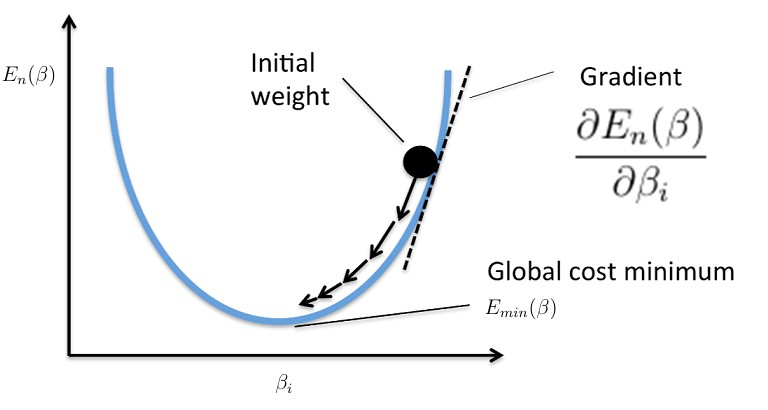 Eₙ(β)
Initial
weight
Gradient
∂Eₙ(β)
∂βᵢ
Global cost minimum
Eₘᵢₙ(β)
βᵢ